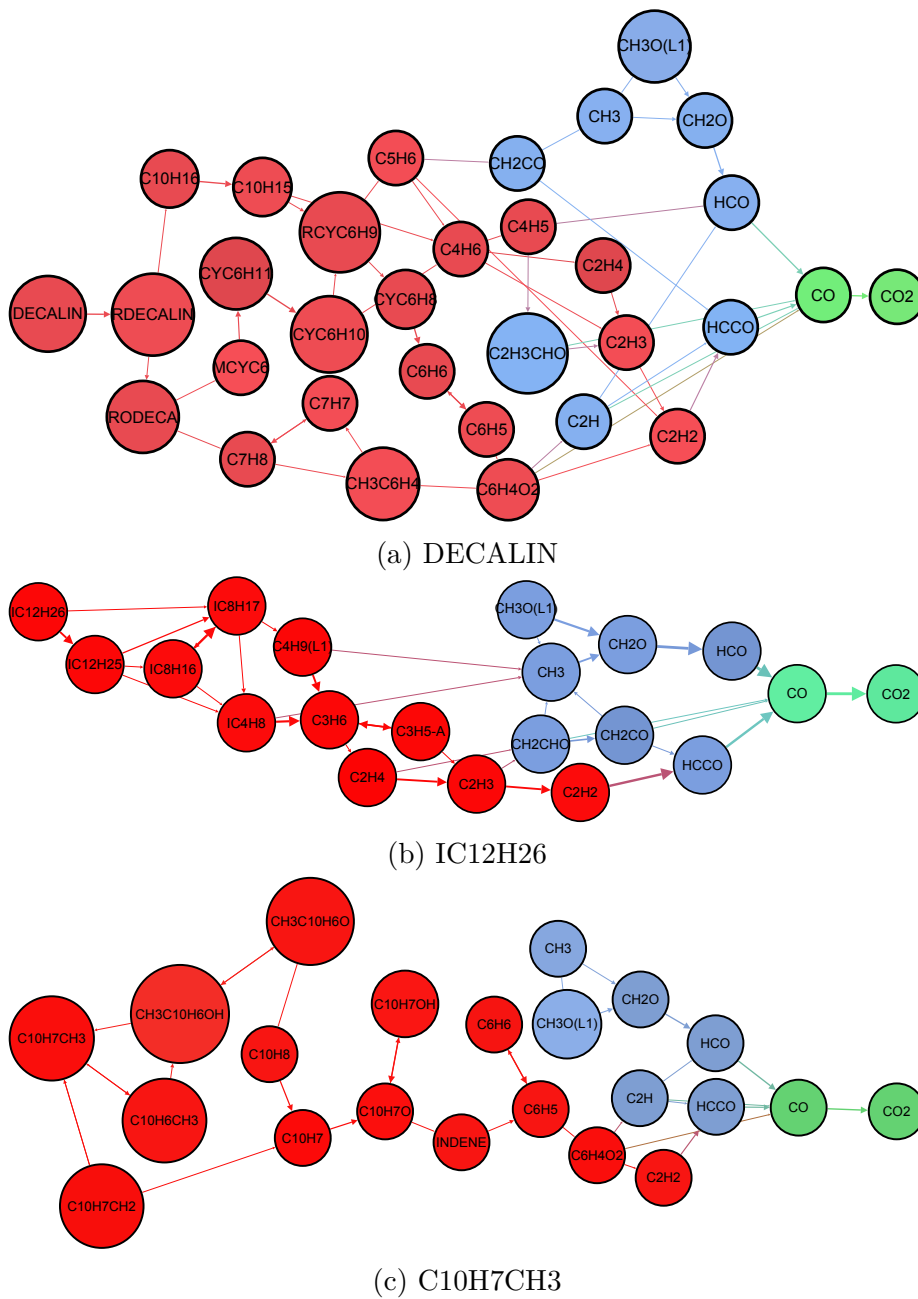 CH3O(L1)
CH3
CH2O
C5H6
CH2CO
C10H16
C10H15
HCO
RCYC6H9
C4H5
C4H6
C2H4
CYC6H11
CYC6H8
DECALIN
RDECALIN
CO
CO2
CYC6H10
HCCO
C2H3
C2H3CHO
MCYC6
C6H6
C7H7
RODECA
C2H
C6H5
C2H2
C7H8
CH3C6H4
C6H4O2
(a) DECALIN
IC12H26
IC8H17
CH3O(L1)
C4H9(L1
CH2O
HCO
IC12H25
IC8H16
CH3
CO
CO2
IC4H8
C3H6
C3H5-A
CH2CHO
CH2CO
C2H4
C2H3
C2H2
HCCO
(b) IC12H26
CH3C10H6O
CH3
CH2O
C10H7OH
CH3C10H6OH
C6H6
CH3O(L1)
C10H7CH3
HCO
C10H8
C2H
HCCO
CO
CO2
C10H6CH3
C10H7O
C6H5
C10H7
INDENE
C6H4O2
C2H2
C10H7CH2
(c) C10H7CH3